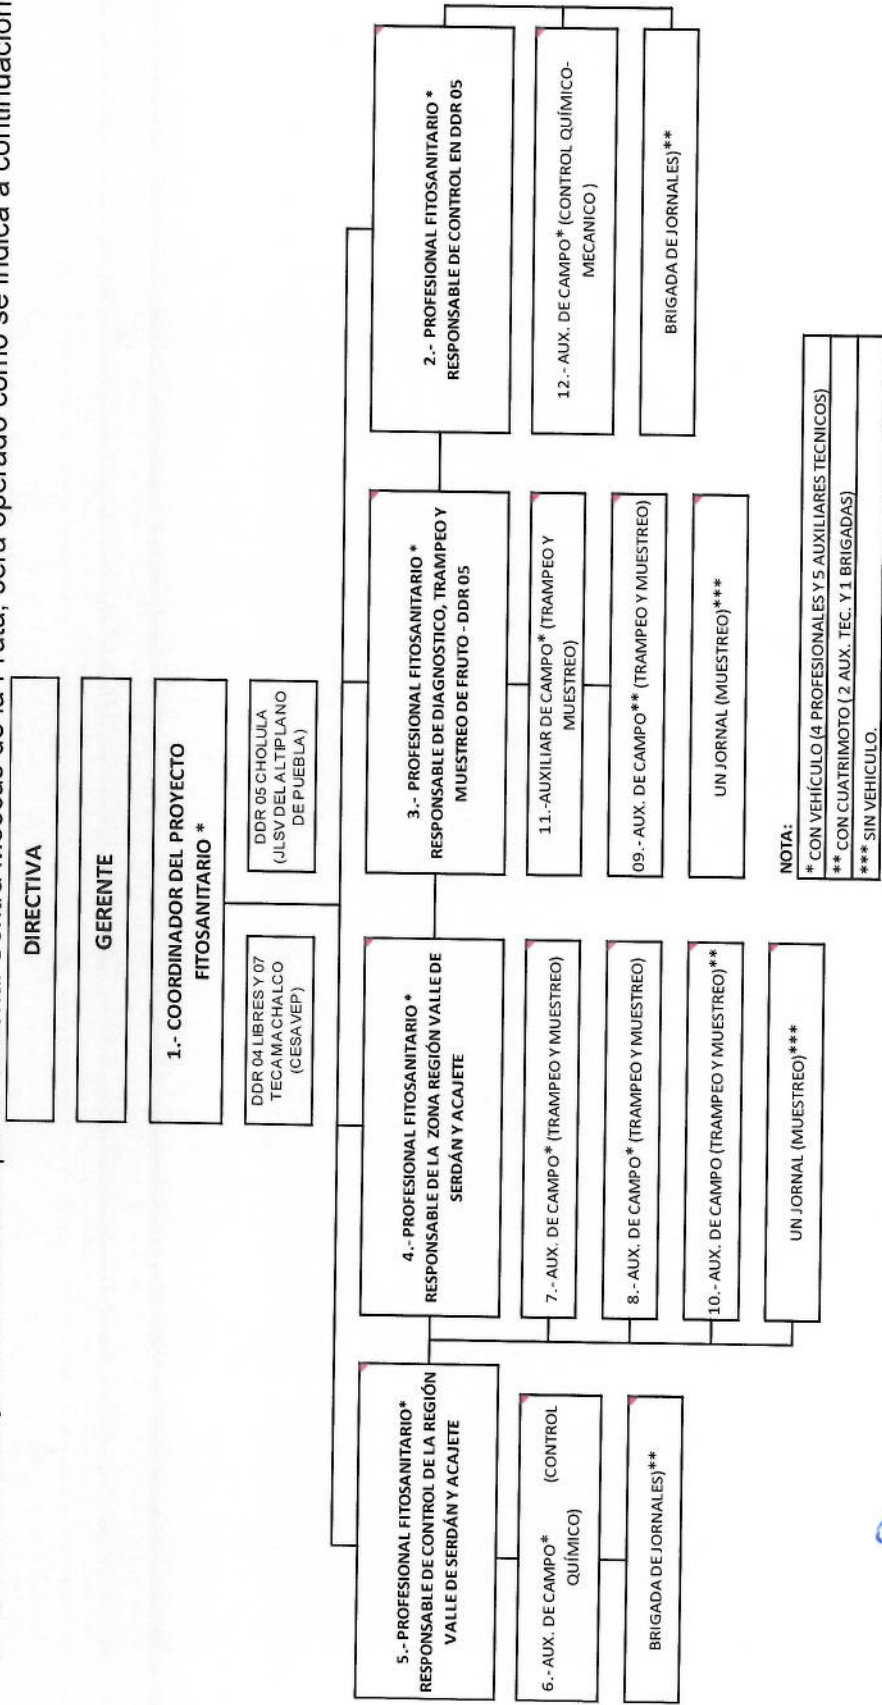 será operado como se indica a continuación
DIRECTIVA
GERENTE
1.- COORDINADOR DEL PROYECTO
FITOSANITARIO *
DDR 04 LIBRES Y 07
TECAMACHALCO
(CESAVEP)
DDR 05 CHOLULA
(JLSV DEL ALTIPLANO
DE PUEBLA)
5.- PROFESIONAL FITOSANITARIO*
RESPONSABLE DE CONTROL DE LA REGIÓN
VALLE DE SERDÁN Y ACAJETE
6.- AUX. DE CAMPO* (CONTROL
QUÍMICO)
BRIGADA DE JORNALES)**
4.- PROFESIONAL FITOSANITARIO *
RESPONSABLE DE LA ZONA REGIÓN VALLE DE
SERDÁN Y ACAJETE
7.- AUX. DE CAMPO* (TRAMPEO Y MUESTREO)
8.- AUX. DE CAMPO* (TRAMPEO Y MUESTREO)
10.- AUX. DE CAMPO (TRAMPEO Y MUESTREO)**
UN JORNAL (MUESTREO)***
3.- PROFESIONAL FITOSANITARIO *
RESPONSABLE DE DIAGNOSTICO, TRAMPEO Y
MUESTREO DE FRUTO - DDR 05
11.-AUXILIAR DE CAMPO* (TRAMPEO Y
MUESTREO)
09.- AUX. DE CAMPO** (TRAMPEO Y MUESTREO)
UN JORNAL (MUESTREO)***
2.- PROFESIONAL FITOSANITARIO *
RESPONSABLE DE CONTROL EN DDR 05
12.- AUX. DE CAMPO* (CONTROL QUÍMICO-
MECANICO )
BRIGADA DE JORNALES)**
NOTA:
* CON VEHÍCULO (4 PROFESIONALES Y 5 AUXILIARES TECNICOS)
** CON CUATRIMOTO ( 2 AUX. TEC. Y 1 BRIGADAS)
*** SIN VEHICULO.